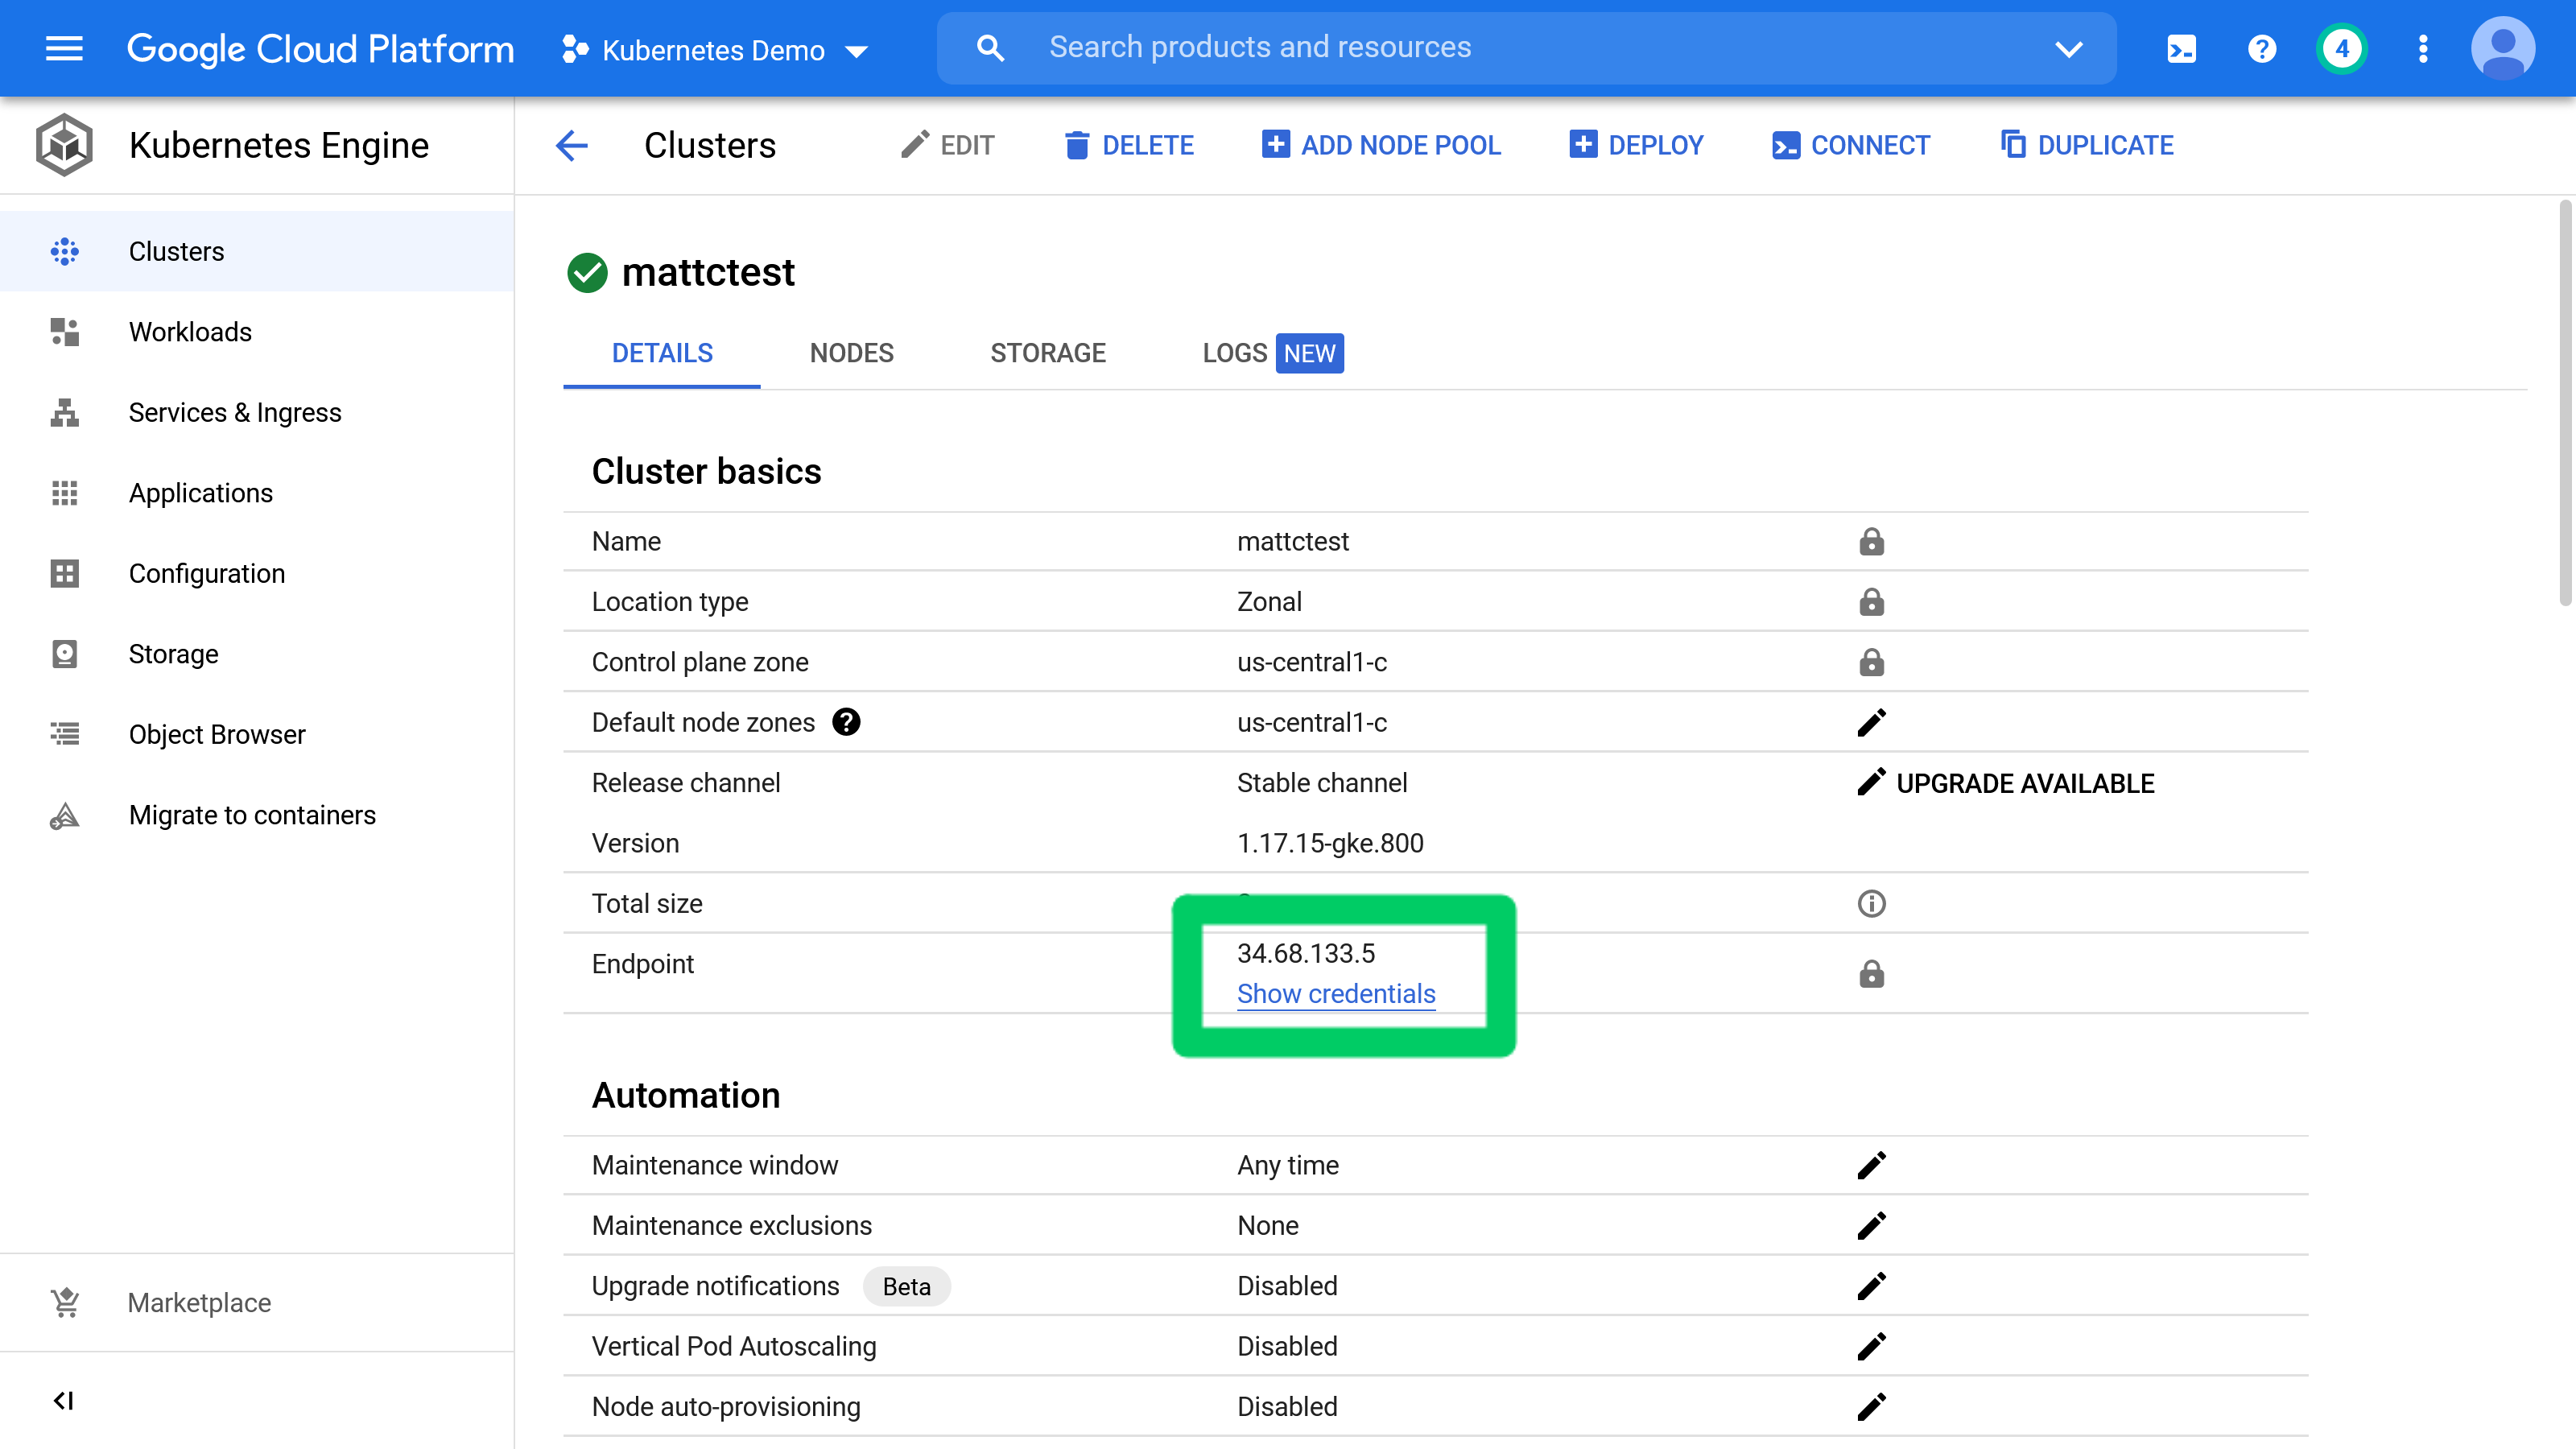 Google Cloud Platform
Kubernetes Demo
Search products and resources
4
Kubernetes Engine
Clusters
EDIT
DELETE
ADD NODE POOL
DEPLOY
CONNECT
DUPLICATE
Clusters
Workloads
Services & Ingress
Applications
Configuration
Storage
Object Browser
Migrate to containers
Marketplace
mattctest
DETAILS
NODES
STORAGE
LOGS NEW
Cluster basics
Name mattctest
Location type Zonal
Control plane zone us-central1-c
Default node zones us-central1-c
Release channel Stable channel UPGRADE AVAILABLE
Version 1.17.15-gke.800
Total size
Endpoint 34.68.133.5
Show credentials
Automation
Maintenance window Any time
Maintenance exclusions None
Upgrade notifications Beta Disabled
Vertical Pod Autoscaling Disabled
Node auto-provisioning Disabled